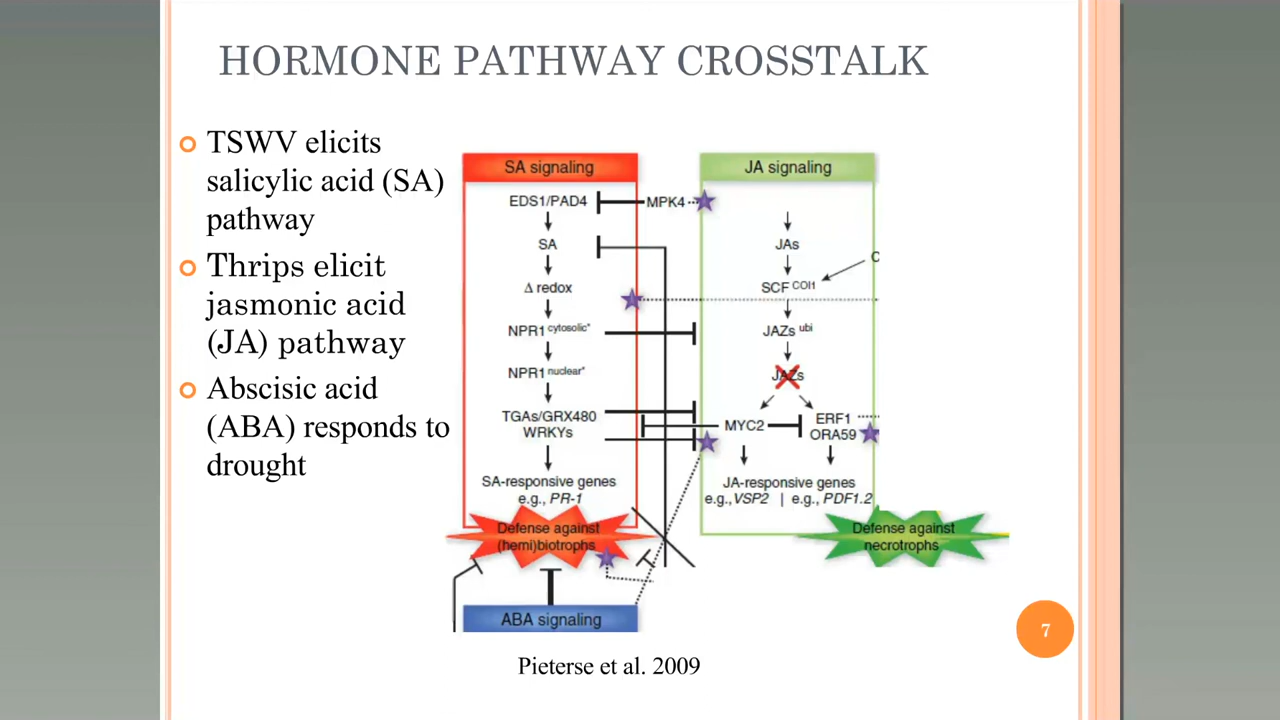 HORMONE PATHWAY CROSSTALK
TSWV elicits
salicylic acid (SA)
pathway
Thrips elicit
jasmonic acid
(JA) pathway
Abscisic acid
(ABA) responds to
drought
SA signaling
EDS1/PAD4
SA
Δ redox
NPR1 cytosolic*
NPR1 nuclear*
TGAs/GRX480
WRKYs
SA-responsive genes
e.g., PR-1
Defense against
(hemi)biotrophs
ABA signaling
MPK4
JA signaling
JAs
SCF COI1
JAZs ubi
JAZs
MYC2
ERF1
ORA59
JA-responsive genes
e.g., VSP2 | e.g., PDF1.2
Defense against
necrotrophs
Pieterse et al. 2009
7